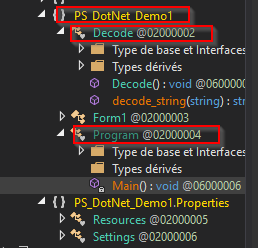 { } PS_DotNet_Demo1
Decode @02000002
Type de base et Interfaces
Types dérivés
Decode() : void @0600000
decode_string(string) : st
Form1 @02000003
Program @02000004
Type de base et Interfaces
Types dérivés
Main() : void @06000006
{ } PS_DotNet_Demo1.Properties
Resources @02000005
Settings @02000006